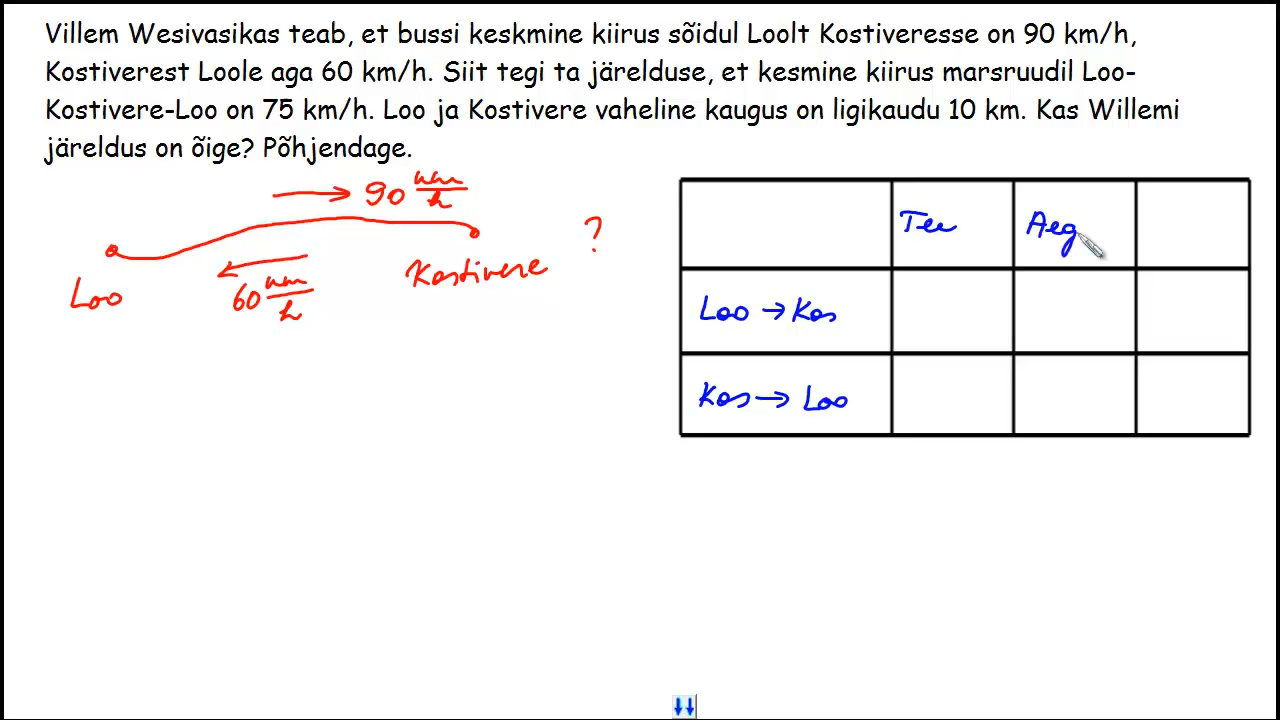 Villem Wesivasikas teab, et bussi keskmine kiirus sõidul Loolt Kostiveresse on 90 km/h,
Kostiverest Loole aga 60 km/h. Siit tegi ta järelduse, et kesmine kiirus marsruudil Loo-
Kostivere-Loo on 75 km/h. Loo ja Kostivere vaheline kaugus on ligikaudu 10 km. Kas Willemi
järeldus on õige? Põhjendage.
→ 90 km/h
?
Loo
← 60 km/h
Kostivere
Tee Aeg
Loo → Kos
Kos → Loo